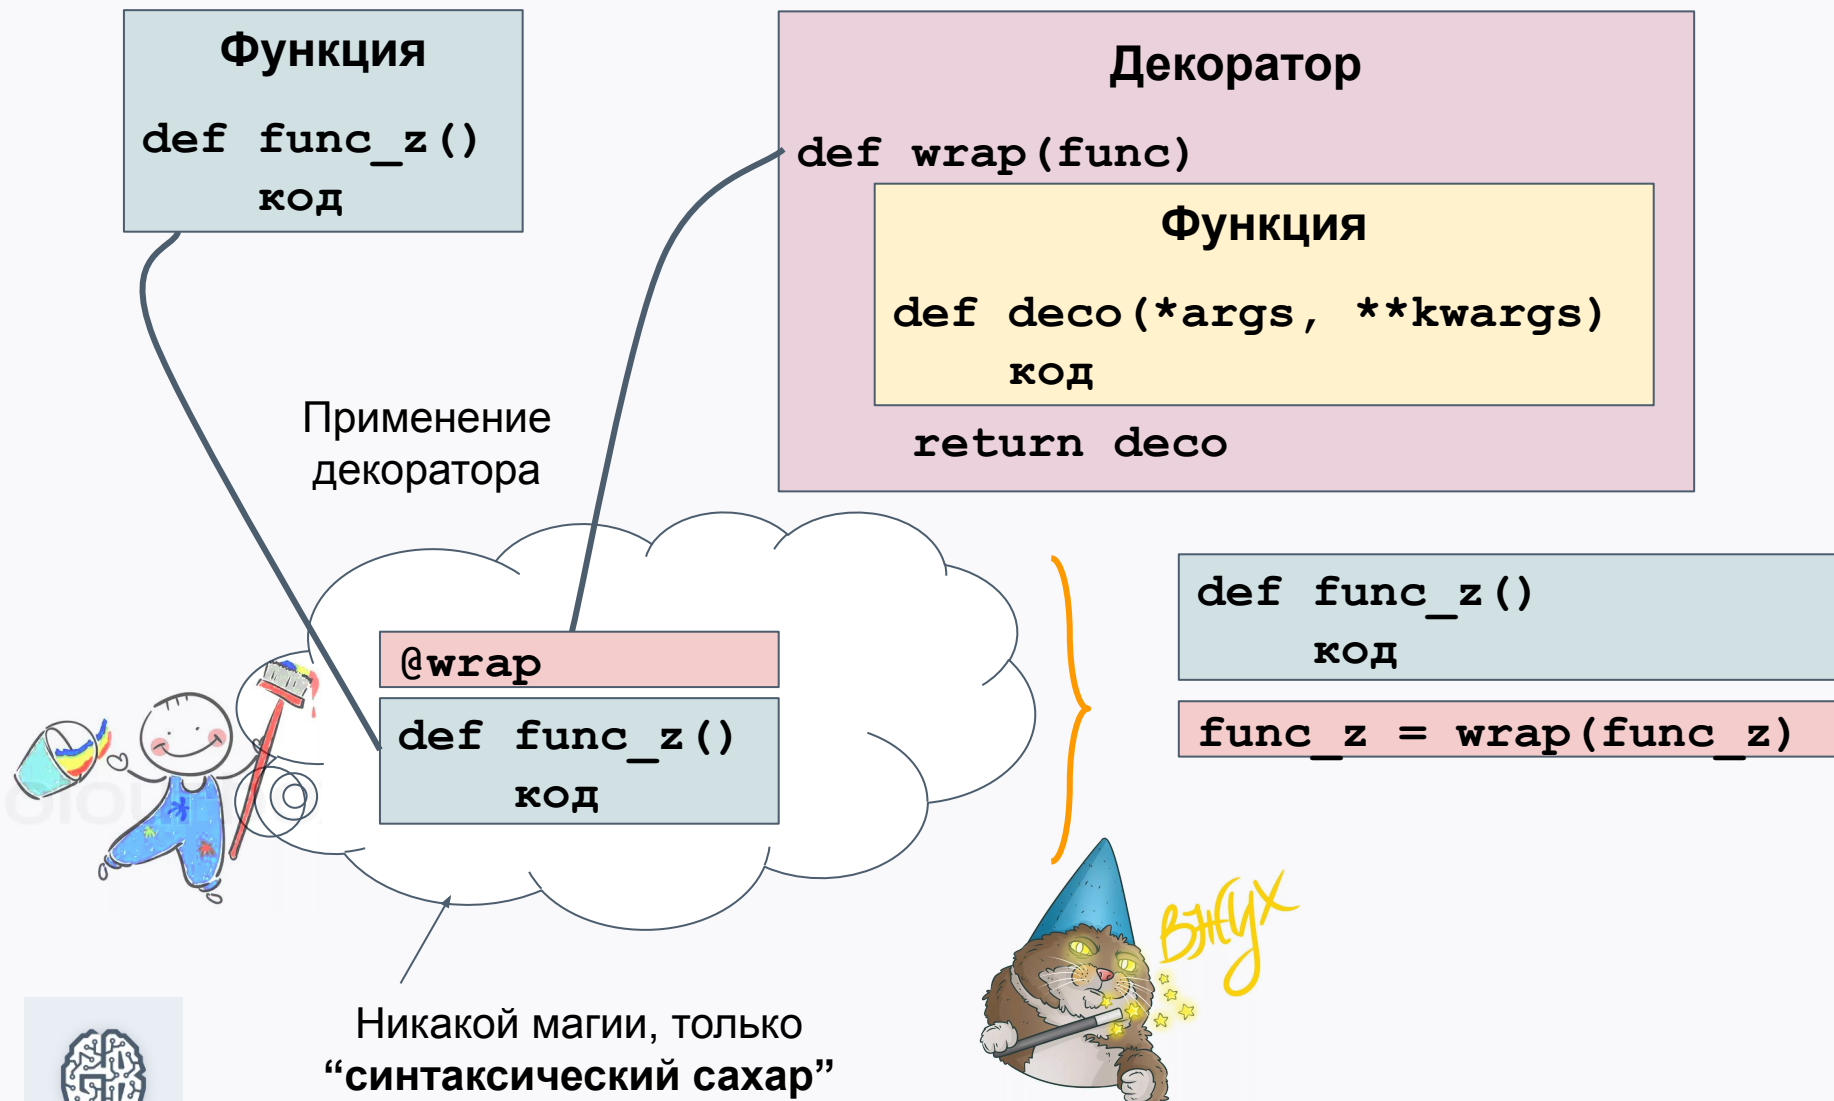 Функция
def func_z()
код
Декоратор
def wrap(func)
Функция
def deco(*args, **kwargs)
код
return deco
Применение
декоратора
@wrap
def func_z()
код
def func_z()
код
func_z = wrap(func_z)
вжух
Никакой магии, только
“синтаксический сахар”